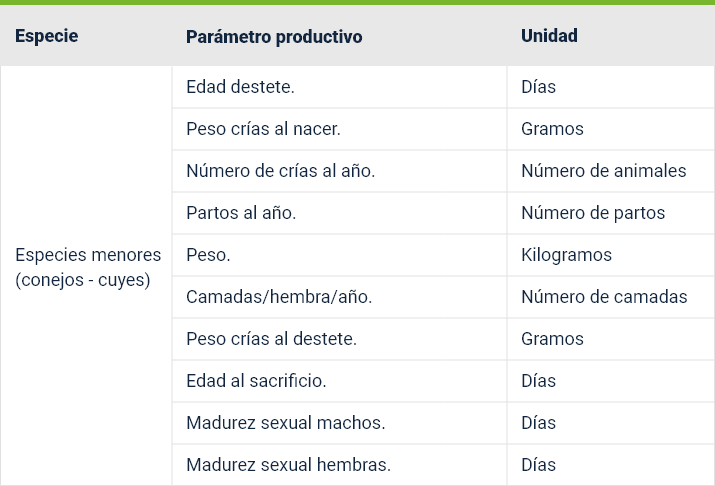 Especie Parámetro productivo Unidad
Edad destete. Días
Peso crías al nacer. Gramos
Número de crías al año. Número de animales
Partos al año. Número de partos
Especies menores
(conejos - cuyes)
Peso. Kilogramos
Camadas/hembra/año. Número de camadas
Peso crías al destete. Gramos
Edad al sacrificio. Días
Madurez sexual machos. Días
Madurez sexual hembras. Días